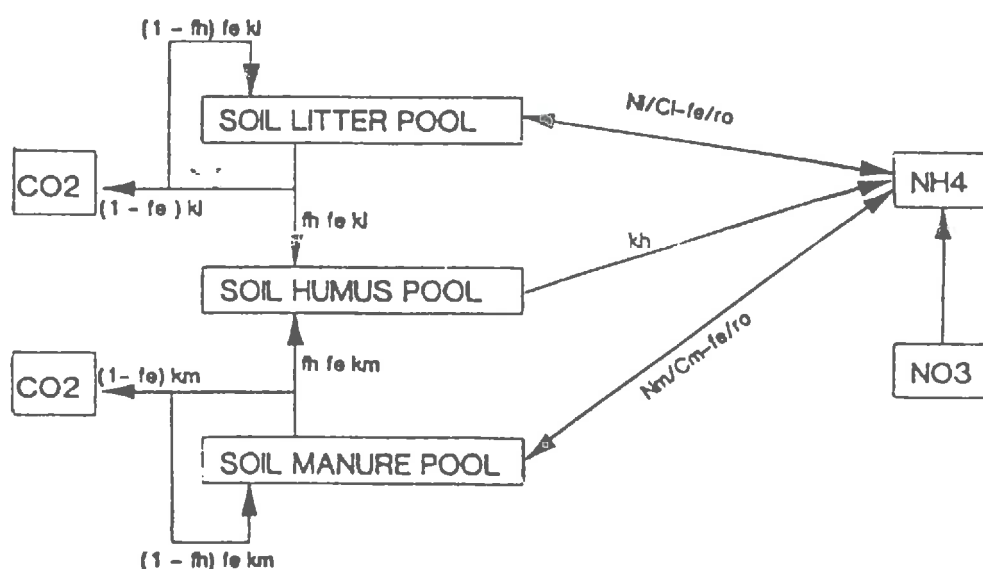 (1 - fh) fe kl
SOIL LITTER POOL
Nl/Cl-fe/ro
CO2
(1 - fe ) kl
NH4
fh fe kl
kh
SOIL HUMUS POOL
fh fe km
Nm/Cm-fe/ro
CO2
(1- fe) km
NO3
SOIL MANURE POOL
(1 - fh) fe km